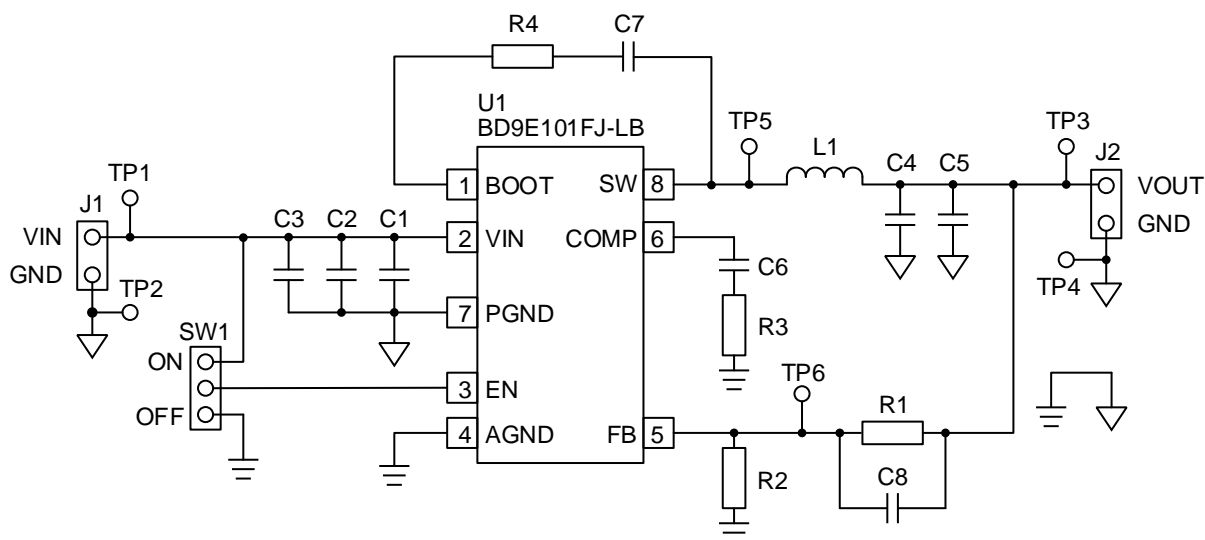 R4
C7
U1
BD9E101FJ-LB
TP5
TP3
L1
C4
C5
J2
TP1
J1
1 BOOT
SW 8
VOUT
C3
C2
C1
VIN
2 VIN
COMP 6
GND
GND
C6
TP2
TP4
7 PGND
R3
SW1
ON
TP6
3 EN
R1
OFF
4 AGND
FB 5
C8
R2